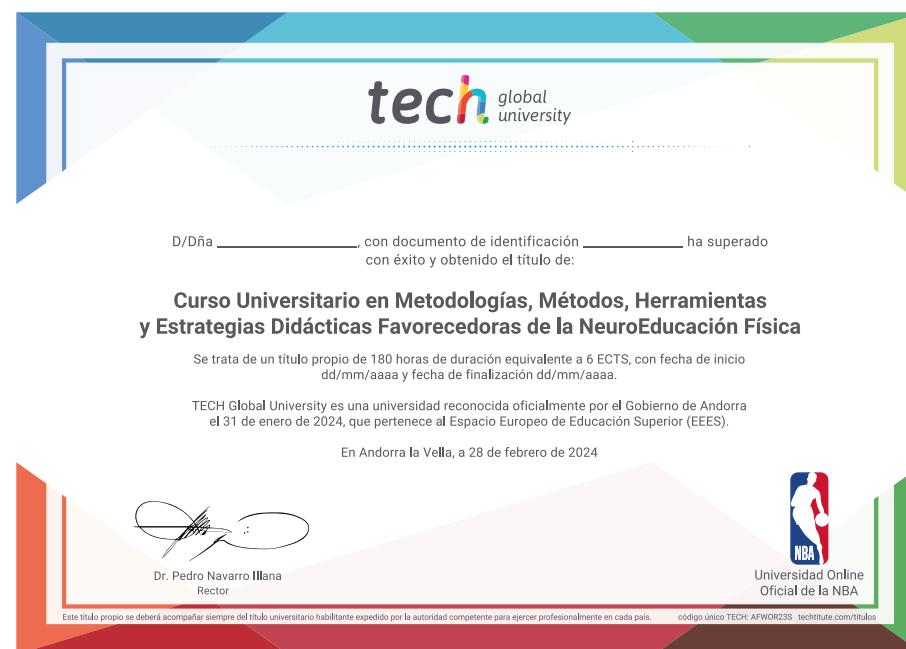 tech global university
D/Dña ____________, con documento de identificación ____________ ha superado
con éxito y obtenido el título de:
Curso Universitario en Metodologías, Métodos, Herramientas
y Estrategias Didácticas Favorecedoras de la NeuroEducación Física
Se trata de un título propio de 180 horas de duración equivalente a 6 ECTS, con fecha de inicio
dd/mm/aaaa y fecha de finalización dd/mm/aaaa.
TECH Global University es una universidad reconocida oficialmente por el Gobierno de Andorra
el 31 de enero de 2024, que pertenece al Espacio Europeo de Educación Superior (EEES).
En Andorra la Vella, a 28 de febrero de 2024
Dr. Pedro Navarro Illana
Rector
NBA
Universidad Online
Oficial de la NBA
Este título propio se deberá acompañar siempre del título universitario habilitante expedido por la autoridad competente para ejercer profesionalmente en cada país. código único TECH: AFWOR23S techtitute.com/titulos